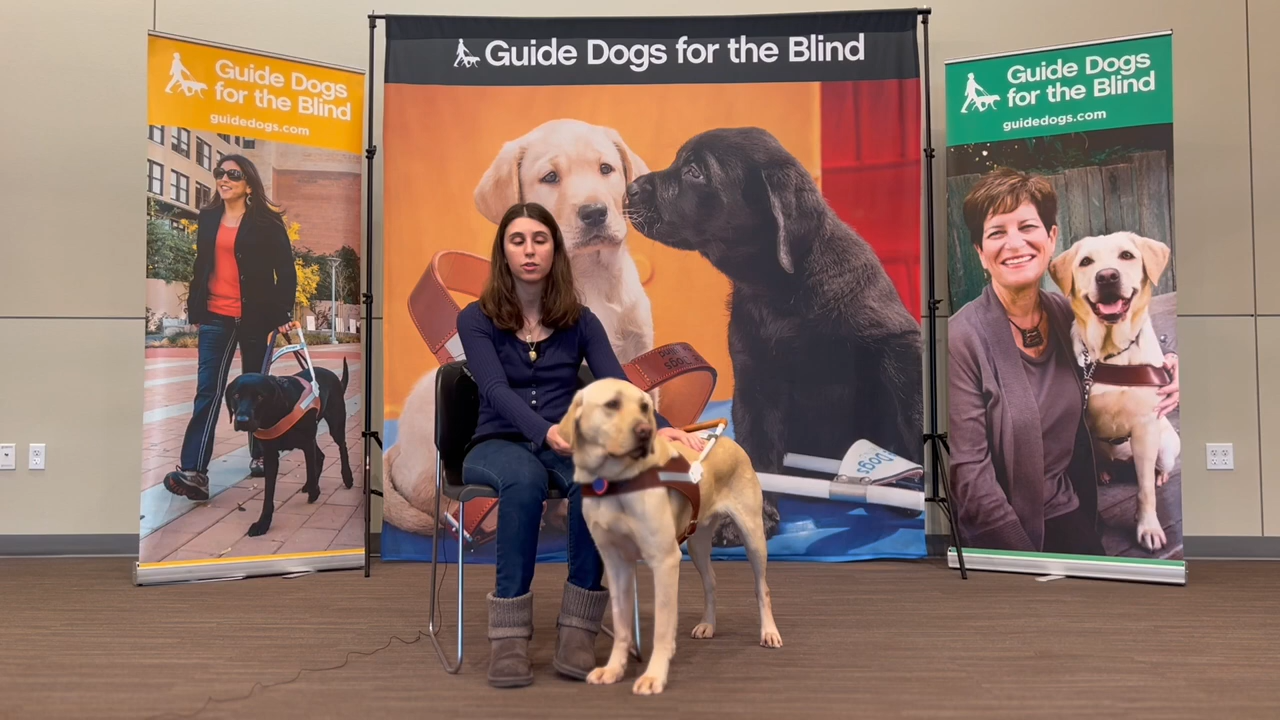 Guide Dogs
for the Blind
guidedogs.com
Guide Dogs for the Blind
Guide Dogs
for the Blind
guidedogs.com
Dogs